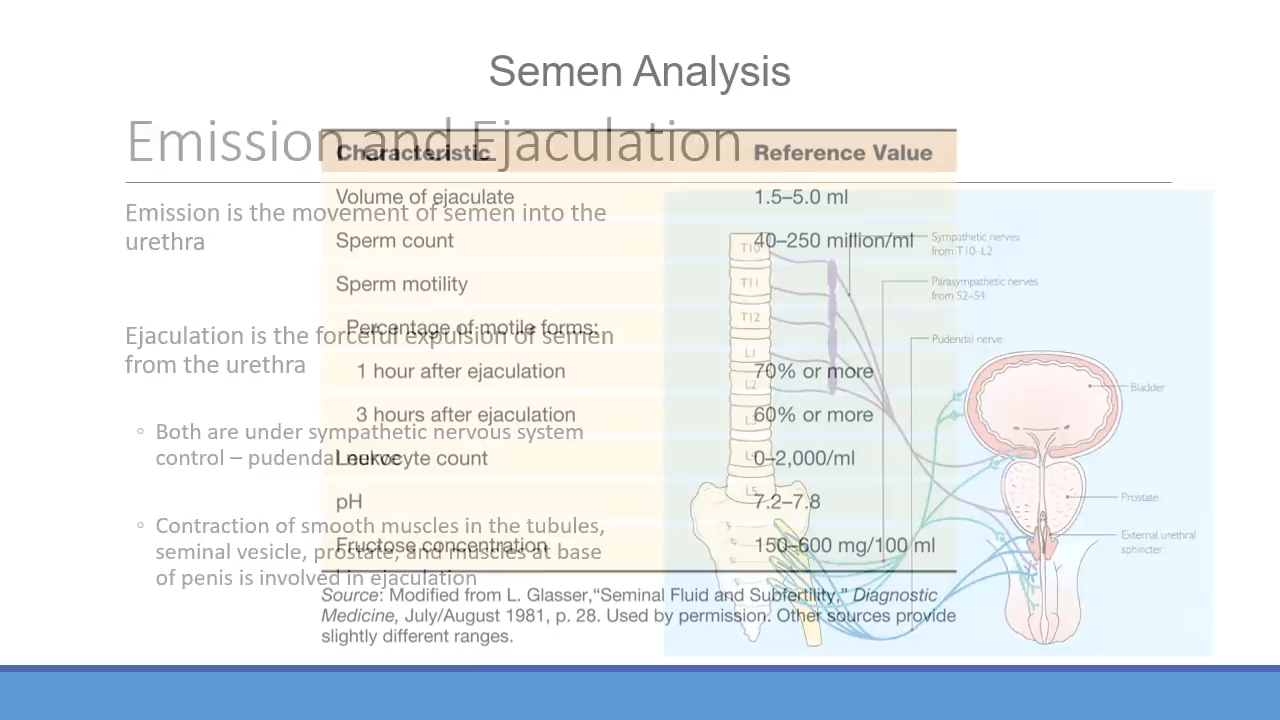 Semen Analysis
Emission and Ejaculation
Emission is the movement of semen into the
urethra
Ejaculation is the forceful expulsion of semen
from the urethra
◦ Both are under sympathetic nervous system
control – pudendal nerve
◦ Contraction of smooth muscles in the tubules,
seminal vesicle, prostate, and muscles at base
of penis is involved in ejaculation
Characteristic Reference Value
Volume of ejaculate 1.5–5.0 ml
Sperm count 40–250 million/ml
Sperm motility
Percentage of motile forms:
1 hour after ejaculation 70% or more
3 hours after ejaculation 60% or more
Leukocyte count 0–2,000/ml
pH 7.2–7.8
Fructose concentration 150–600 mg/100 ml
Source: Modified from L. Glasser,“Seminal Fluid and Subfertility,” Diagnostic
Medicine, July/August 1981, p. 28. Used by permission. Other sources provide
slightly different ranges.
T10
T11
T12
L1
L2
L3
L4
L5
Sympathetic nerves
from T10–L2
Parasympathetic nerves
from S2–S4
Pudendal nerve
Bladder
Prostate
External urethral
sphincter